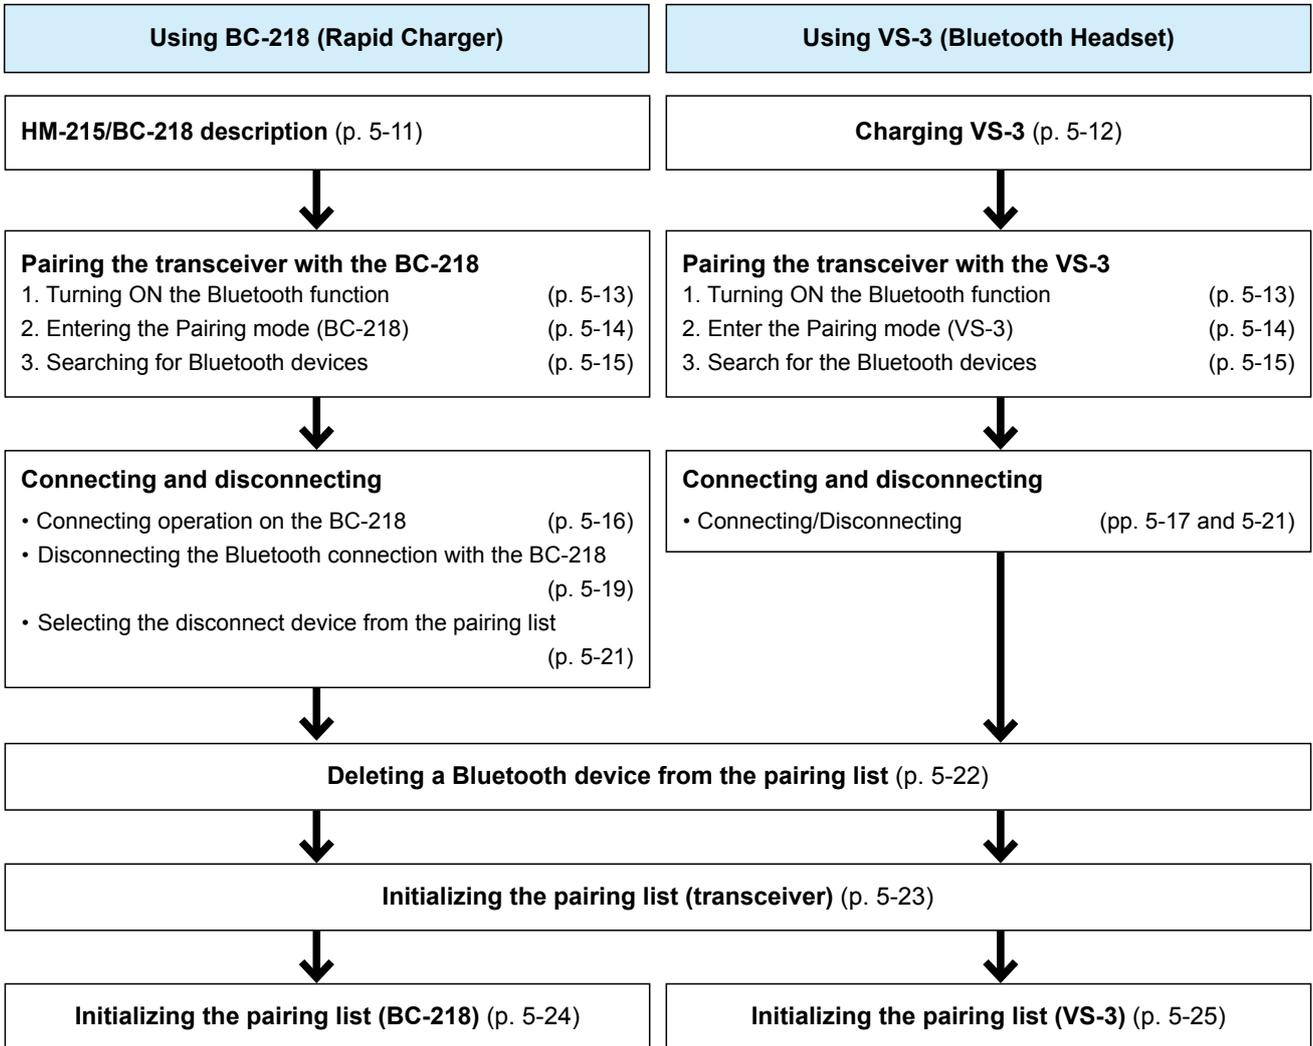 Using BC-218 (Rapid Charger)
Using VS-3 (Bluetooth Headset)
HM-215/BC-218 description (p. 5-11)
Charging VS-3 (p. 5-12)
Pairing the transceiver with the BC-218
1. Turning ON the Bluetooth function (p. 5-13)
2. Entering the Pairing mode (BC-218) (p. 5-14)
3. Searching for Bluetooth devices (p. 5-15)
Pairing the transceiver with the VS-3
1. Turning ON the Bluetooth function (p. 5-13)
2. Enter the Pairing mode (VS-3) (p. 5-14)
3. Search for the Bluetooth devices (p. 5-15)
Connecting and disconnecting
• Connecting operation on the BC-218 (p. 5-16)
• Disconnecting the Bluetooth connection with the BC-218
(p. 5-19)
• Selecting the disconnect device from the pairing list
(p. 5-21)
Connecting and disconnecting
• Connecting/Disconnecting (pp. 5-17 and 5-21)
Deleting a Bluetooth device from the pairing list (p. 5-22)
Initializing the pairing list (transceiver) (p. 5-23)
Initializing the pairing list (BC-218) (p. 5-24)
Initializing the pairing list (VS-3) (p. 5-25)